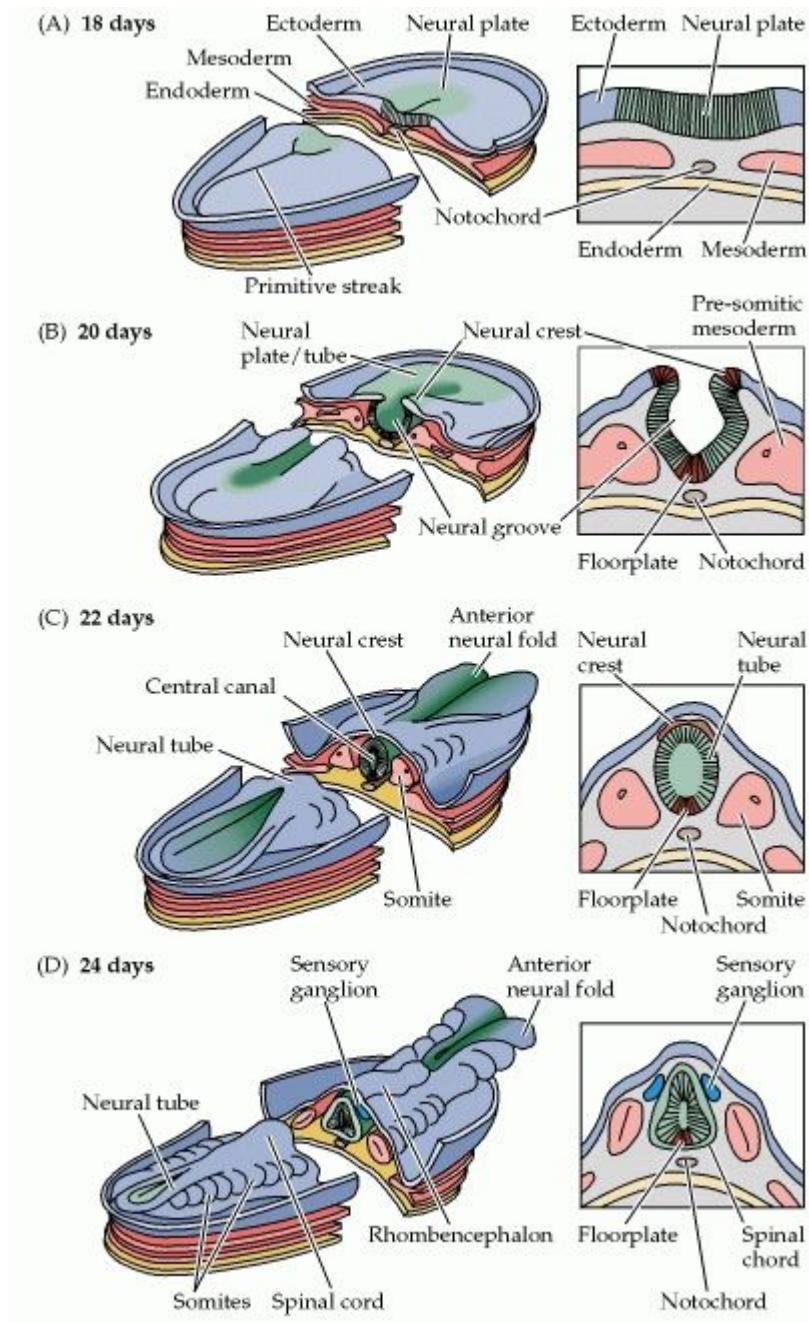 (A) 18 days
Ectoderm
Neural plate
Mesoderm
Endoderm
Notochord
Primitive streak
Ectoderm Neural plate
Endoderm Mesoderm
(B) 20 days
Neural
plate/tube
Neural crest
Pre-somitic
mesoderm
Neural groove
Floorplate Notochord
(C) 22 days
Anterior
neural fold
Neural crest
Central canal
Neural tube
Somite
Neural
crest
Neural
tube
Floorplate Somite
Notochord
(D) 24 days
Sensory
ganglion
Anterior
neural fold
Neural tube
Rhombencephalon
Somites Spinal cord
Sensory
ganglion
Floorplate Spinal
chord
Notochord